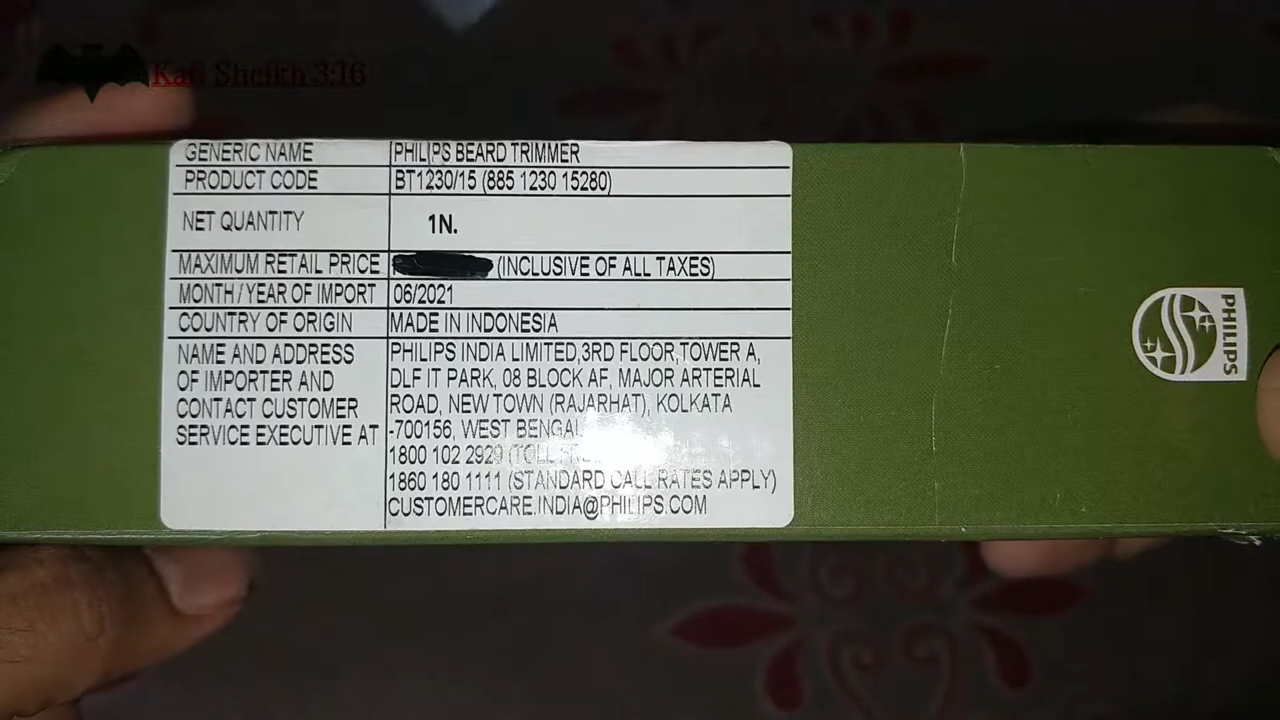 Kafi Sheikh 3:16
GENERIC NAME PHILIPS BEARD TRIMMER
PRODUCT CODE BT1230/15 (885 1230 15280)
NET QUANTITY 1N.
MAXIMUM RETAIL PRICE (INCLUSIVE OF ALL TAXES)
MONTH / YEAR OF IMPORT 06/2021
COUNTRY OF ORIGIN MADE IN INDONESIA
NAME AND ADDRESS OF IMPORTER AND CONTACT CUSTOMER SERVICE EXECUTIVE AT
PHILIPS INDIA LIMITED,3RD FLOOR,TOWER A,
DLF IT PARK, 08 BLOCK AF, MAJOR ARTERIAL
ROAD, NEW TOWN (RAJARHAT), KOLKATA
-700156, WEST BENGAL
1800 102 2929 (TOLL
1860 180 1111 (STANDARD CALL RATES APPLY)
CUSTOMERCARE.INDIA@PHILIPS.COM
PHILIPS